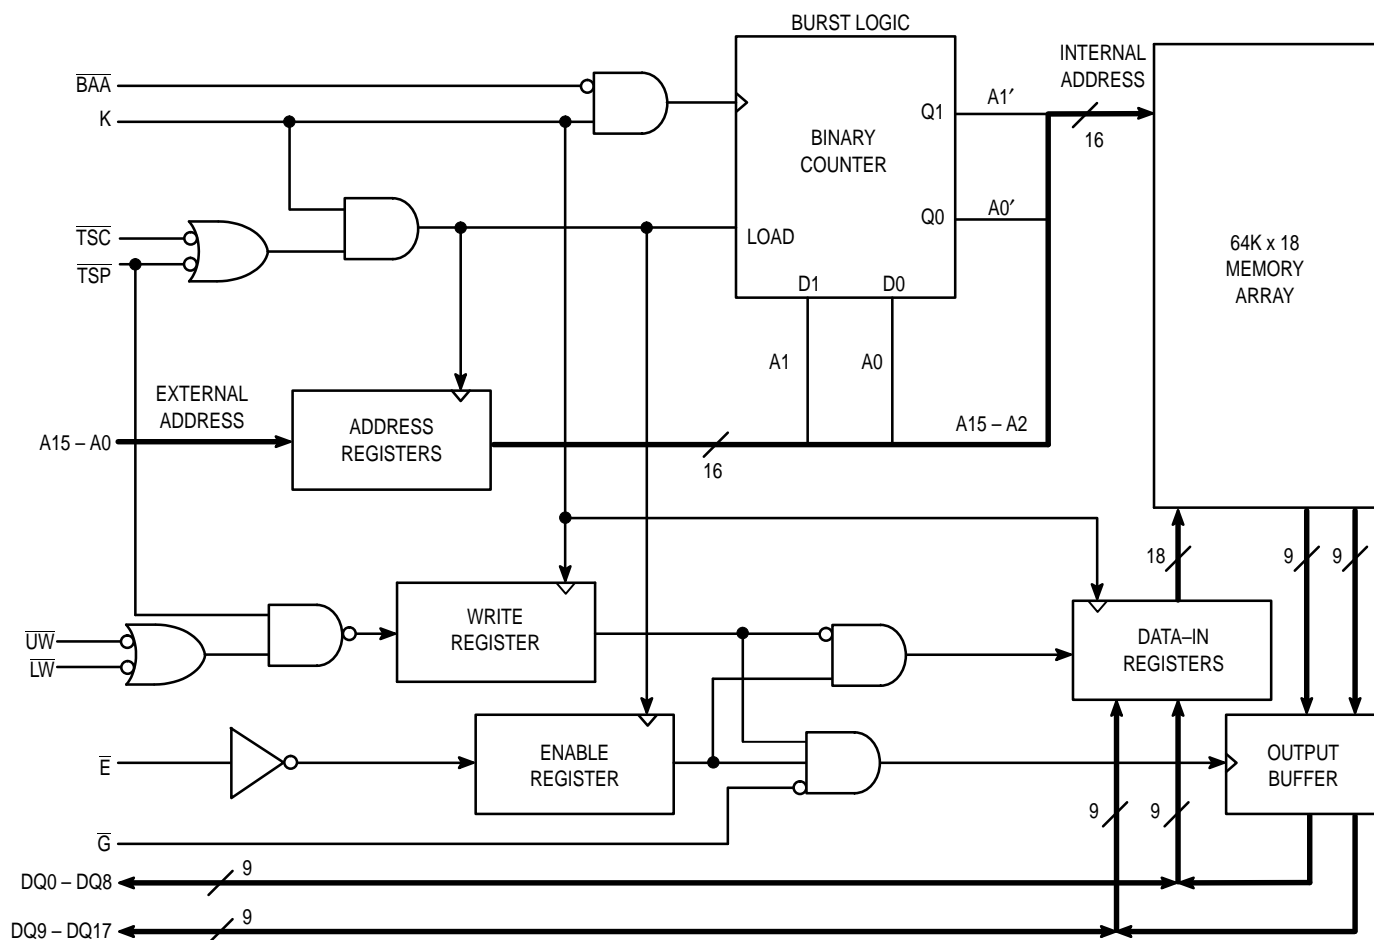 BURST LOGIC
BAA
K
TSC
TSP
BINARY
COUNTER
Q1
Q0
LOAD
D1
D0
A1′
A0′
INTERNAL
ADDRESS
16
64K x 18
MEMORY
ARRAY
A1
A0
EXTERNAL
ADDRESS
A15 – A0
ADDRESS
REGISTERS
16
A15 – A2
18
9
9
UW
LW
WRITE
REGISTER
DATA–IN
REGISTERS
E
ENABLE
REGISTER
OUTPUT
BUFFER
G
9
9
DQ0 – DQ8
9
DQ9 – DQ17
9